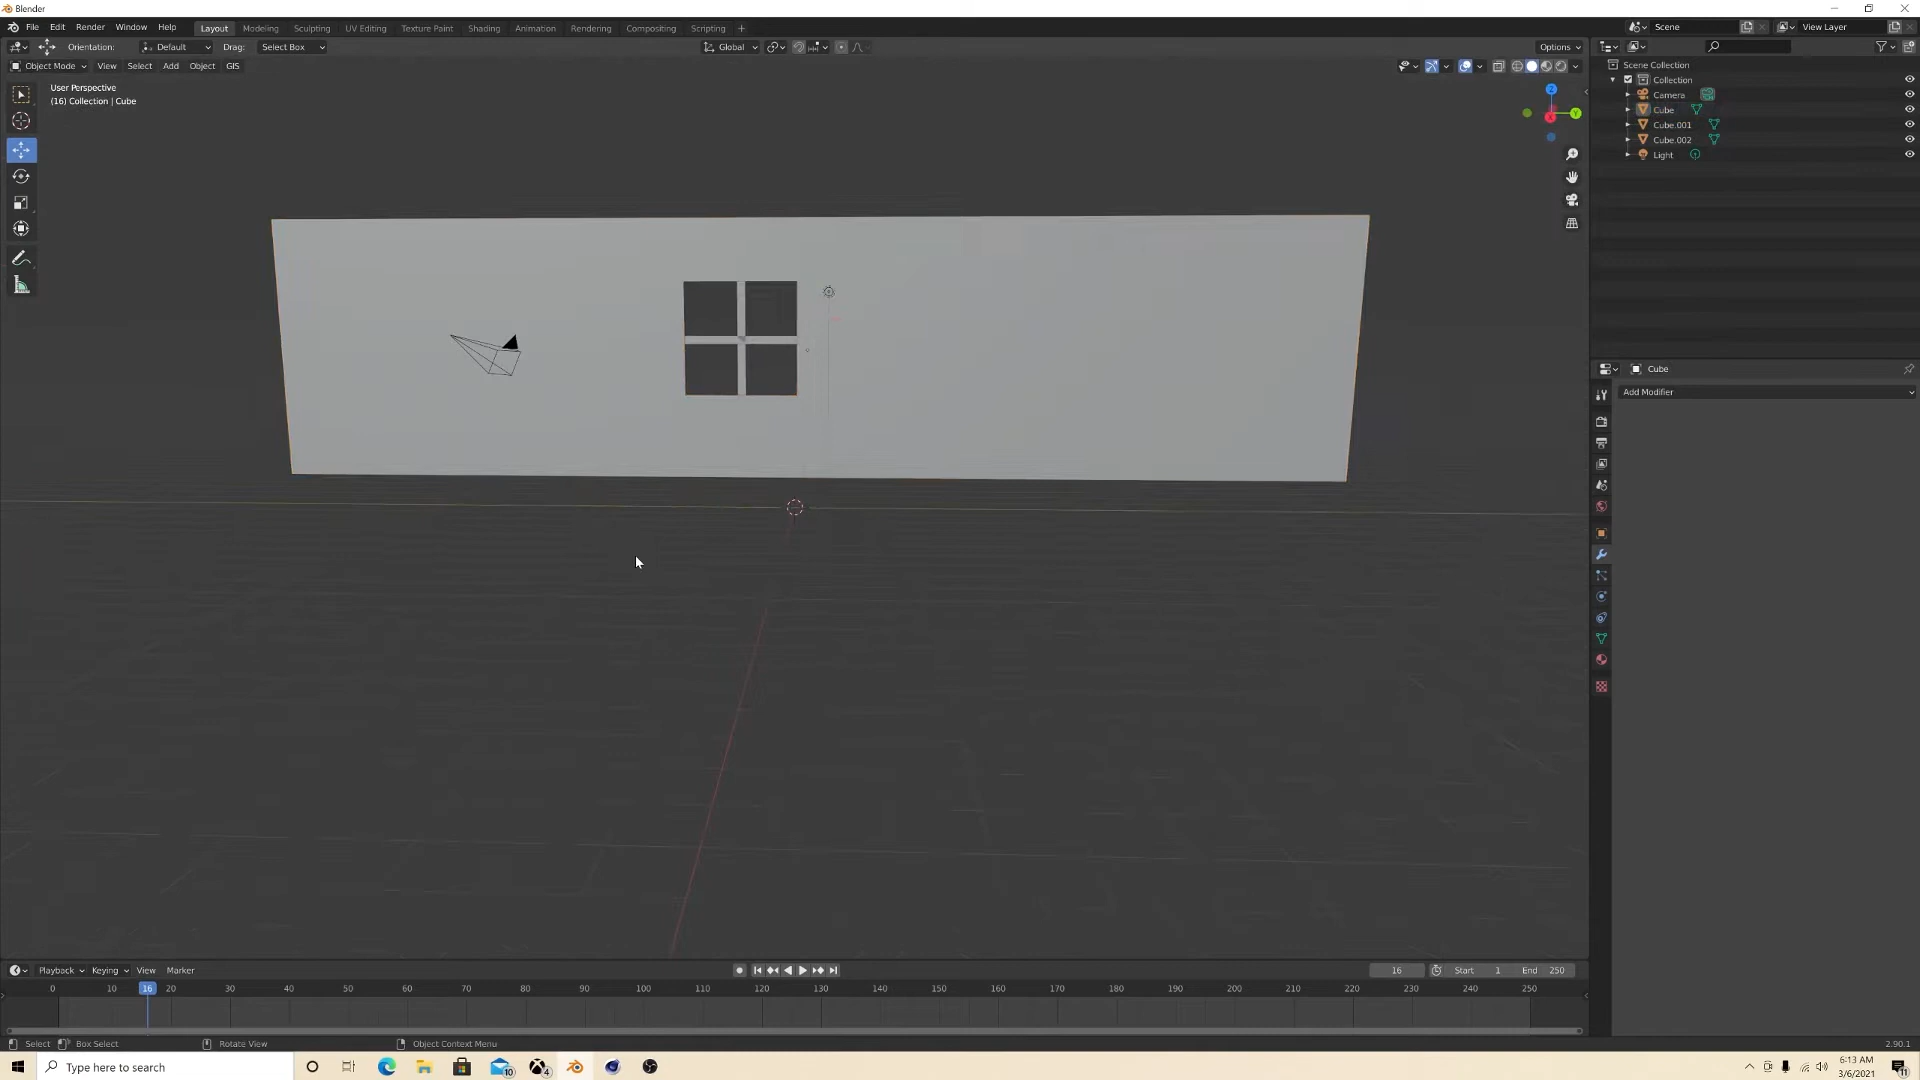 Blender
File Edit Render Window Help Layout Modeling Sculpting UV Editing Texture Paint Shading Animation Rendering Compositing Scripting + Scene View Layer
Orientation: Default Drag: Select Box Global Options
Object Mode View Select Add Object GIS
User Perspective
(16) Collection | Cube
Z
Y
X
Scene Collection
Collection
Camera
Cube
Cube.001
Cube.002
Light
Cube
Add Modifier
Playback Keying View Marker 16 Start 1 End 250
0 10 16 20 30 40 50 60 70 80 90 100 110 120 130 140 150 160 170 180 190 200 210 220 230 240 250
Select Box Select Rotate View Object Context Menu 2.90.1
Type here to search 10 4 6:13 AM
3/6/2021 11